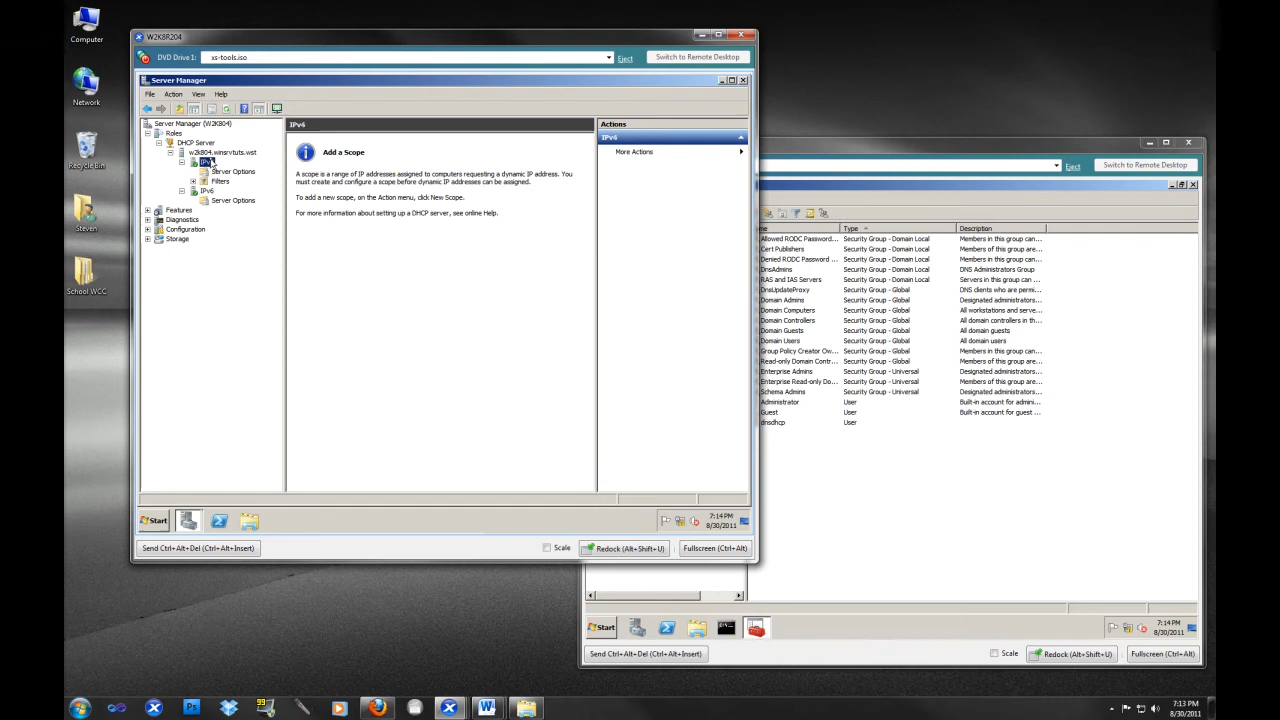 Computer
Network
Recycle Bin
Steven
School WCC
W2K8R204
DVD Drive 1:
xs-tools.iso
Eject
Switch to Remote Desktop
Server Manager
File Action View Help
Server Manager (W2K804)
Roles
DHCP Server
w2k804.winsrvtuts.wst
IPv4
Server Options
Filters
IPv6
Server Options
Features
Diagnostics
Configuration
Storage
IPv4
Add a Scope
A scope is a range of IP addresses assigned to computers requesting a dynamic IP address. You
must create and configure a scope before dynamic IP addresses can be assigned.
To add a new scope, on the Action menu, click New Scope.
For more information about setting up a DHCP server, see online Help.
Actions
IPv4
More Actions
Start
7:14 PM
8/30/2011
Send Ctrl+Alt+Del (Ctrl+Alt+Insert)
Scale
Redock (Alt+Shift+U)
Fullscreen (Ctrl+Alt)
Eject
Switch to Remote Desktop
Type Description
Allowed RODC Password... Security Group - Domain Local Members in this group can...
Cert Publishers Security Group - Domain Local Members of this group are...
Denied RODC Password ... Security Group - Domain Local Members in this group can...
DnsAdmins Security Group - Domain Local DNS Administrators Group
RAS and IAS Servers Security Group - Domain Local Servers in this group can ...
DnsUpdateProxy Security Group - Global DNS clients who are permi...
Domain Admins Security Group - Global Designated administrators...
Domain Computers Security Group - Global All workstations and serve...
Domain Controllers Security Group - Global All domain controllers in th...
Domain Guests Security Group - Global All domain guests
Domain Users Security Group - Global All domain users
Group Policy Creator Ow... Security Group - Global Members in this group can...
Read-only Domain Contr... Security Group - Global Members of this group are...
Enterprise Admins Security Group - Universal Designated administrators...
Enterprise Read-only Do... Security Group - Universal Members of this group are...
Schema Admins Security Group - Universal Designated administrators...
Administrator User Built-in account for admini...
Guest User Built-in account for guest ...
dnsdhcp User
Start
7:14 PM
8/30/2011
Send Ctrl+Alt+Del (Ctrl+Alt+Insert)
Scale
Redock (Alt+Shift+U)
Fullscreen (Ctrl+Alt)
99
Ps
7:13 PM
8/30/2011